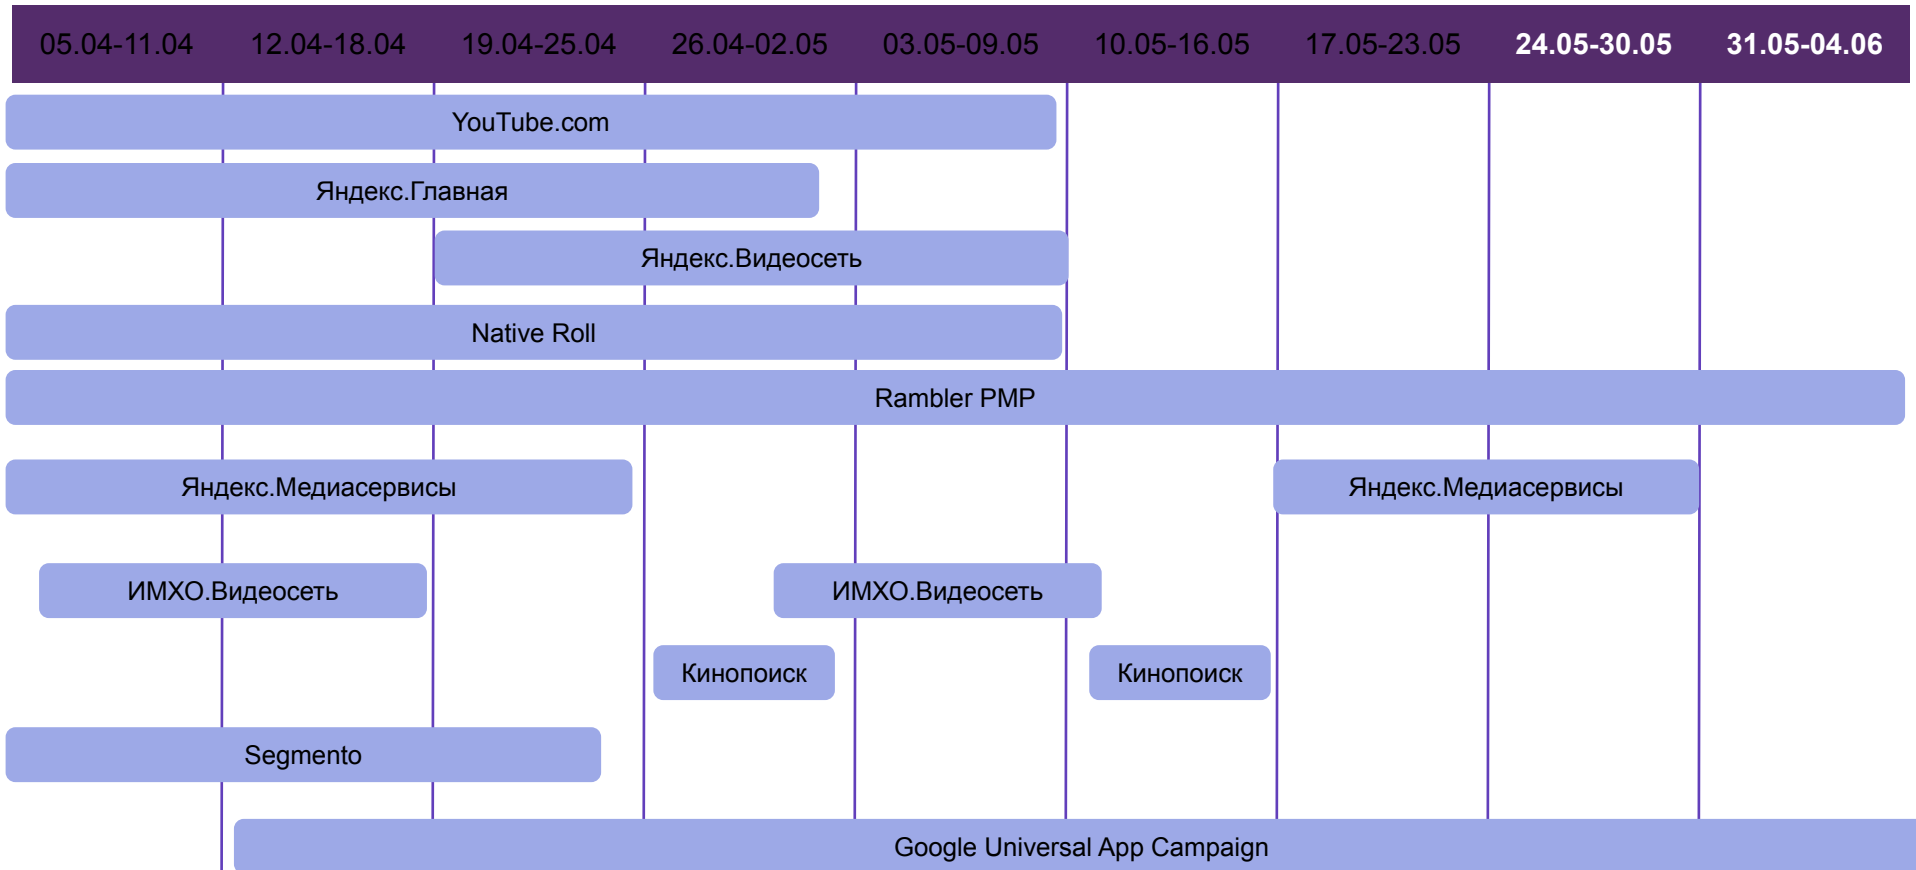 05.04-11.04 12.04-18.04 19.04-25.04 26.04-02.05 03.05-09.05 10.05-16.05 17.05-23.05 24.05-30.05 31.05-04.06
YouTube.com
Яндекс.Главная
Яндекс.Видеосеть
Native Roll
Rambler PMP
Яндекс.Медиасервисы Яндекс.Медиасервисы
ИМХО.Видеосеть ИМХО.Видеосеть
Кинопоиск Кинопоиск
Segmento
Google Universal App Campaign